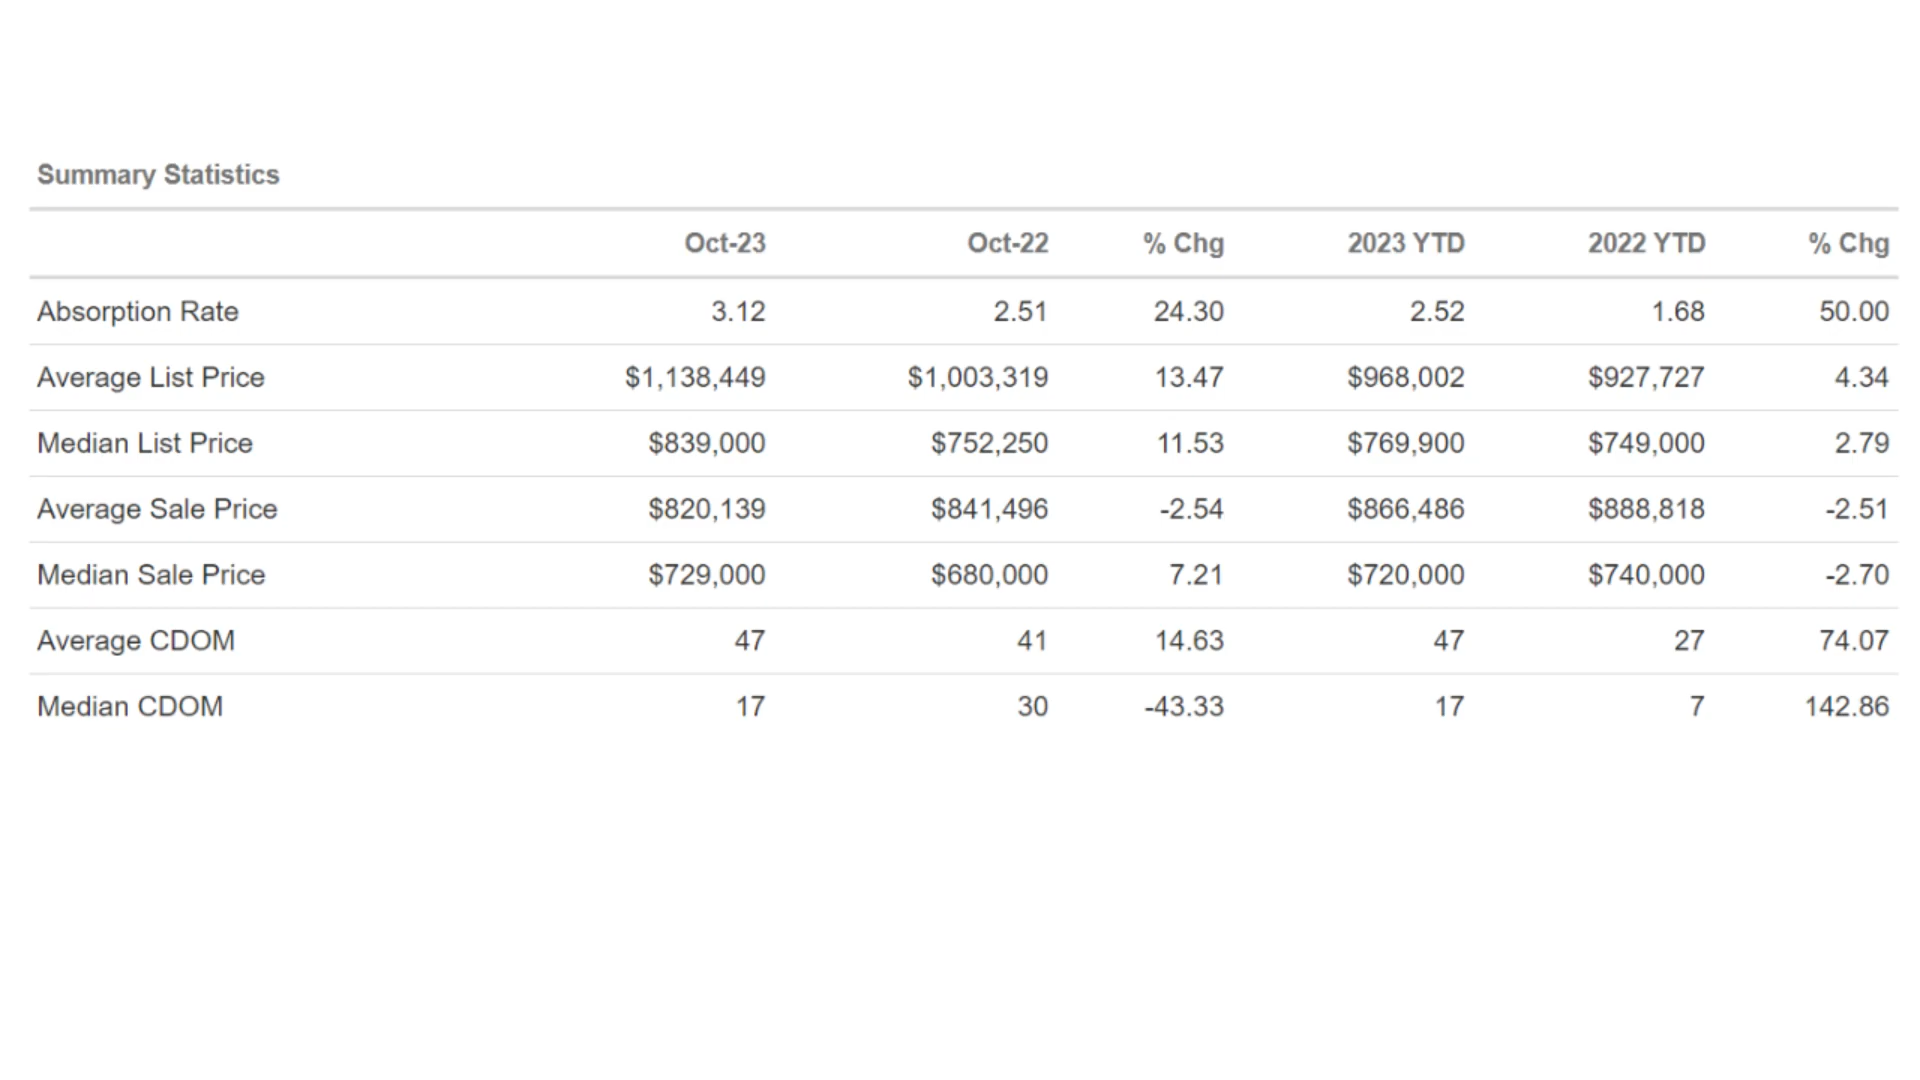 Summary Statistics
Oct-23 Oct-22 % Chg 2023 YTD 2022 YTD % Chg
Absorption Rate 3.12 2.51 24.30 2.52 1.68 50.00
Average List Price $1,138,449 $1,003,319 13.47 $968,002 $927,727 4.34
Median List Price $839,000 $752,250 11.53 $769,900 $749,000 2.79
Average Sale Price $820,139 $841,496 -2.54 $866,486 $888,818 -2.51
Median Sale Price $729,000 $680,000 7.21 $720,000 $740,000 -2.70
Average CDOM 47 41 14.63 47 27 74.07
Median CDOM 17 30 -43.33 17 7 142.86